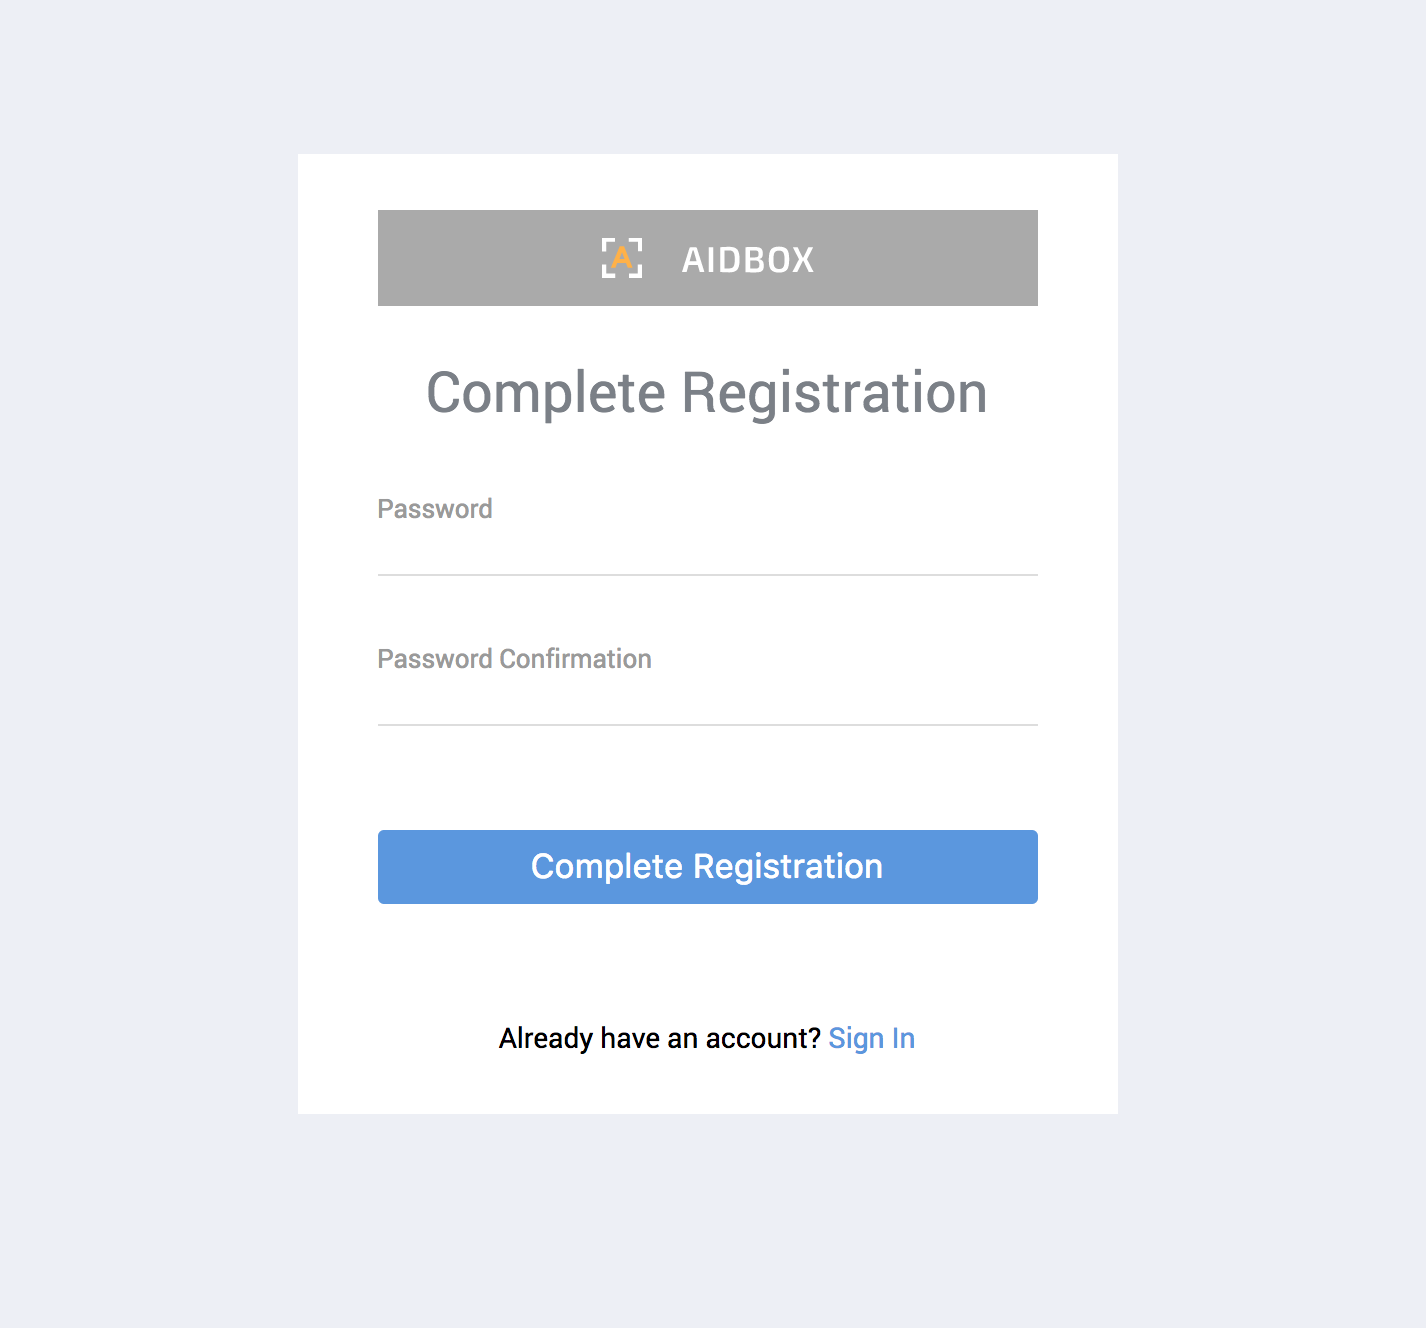 A AIDBOX
Complete Registration
Password
Password Confirmation
Complete Registration
Already have an account? Sign In